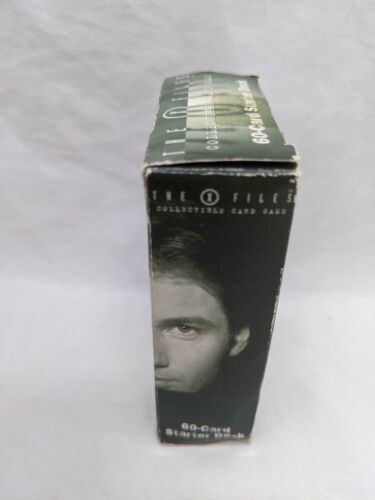 THE X FILES
COLLECTIBLE CARD GAME
60-Card Starter Deck
THE X FILES
COLLECTIBLE CARD GAME
60-Card
Starter Deck